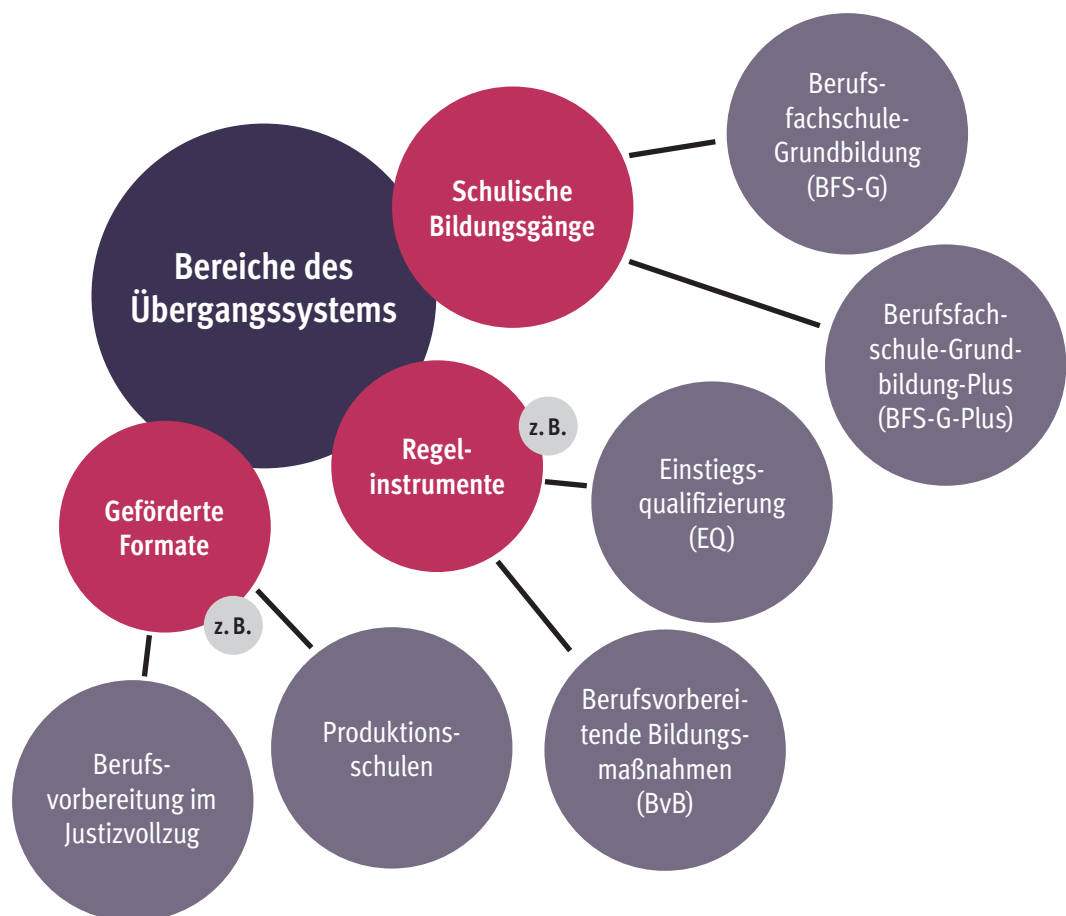 Bereiche des
Übergangssystems
Schulische
Bildungsgänge
Berufs-
fachschule-
Grundbildung
(BFS-G)
Berufsfach-
schule-Grund-
bildung-Plus
(BFS-G-Plus)
Regel-
instrumente
z. B.
Einstiegs-
qualifizierung
(EQ)
Berufsvorberei-
tende Bildungs-
maßnahmen
(BvB)
Geförderte
Formate
z. B.
Produktions-
schulen
Berufs-
vorbereitung im
Justizvollzug